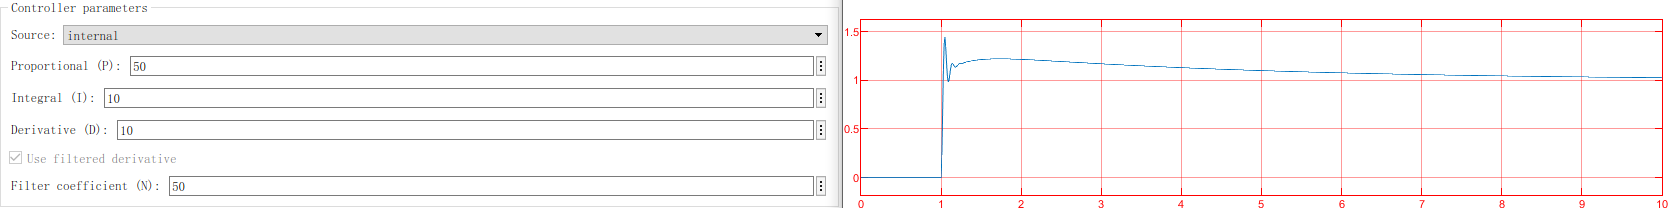 Controller parameters
Source: internal
Proportional (P): 50
Integral (I): 10
Derivative (D): 10
Use filtered derivative
Filter coefficient (N): 50
1.5
1
0.5
0
0 1 2 3 4 5 6 7 8 9 10